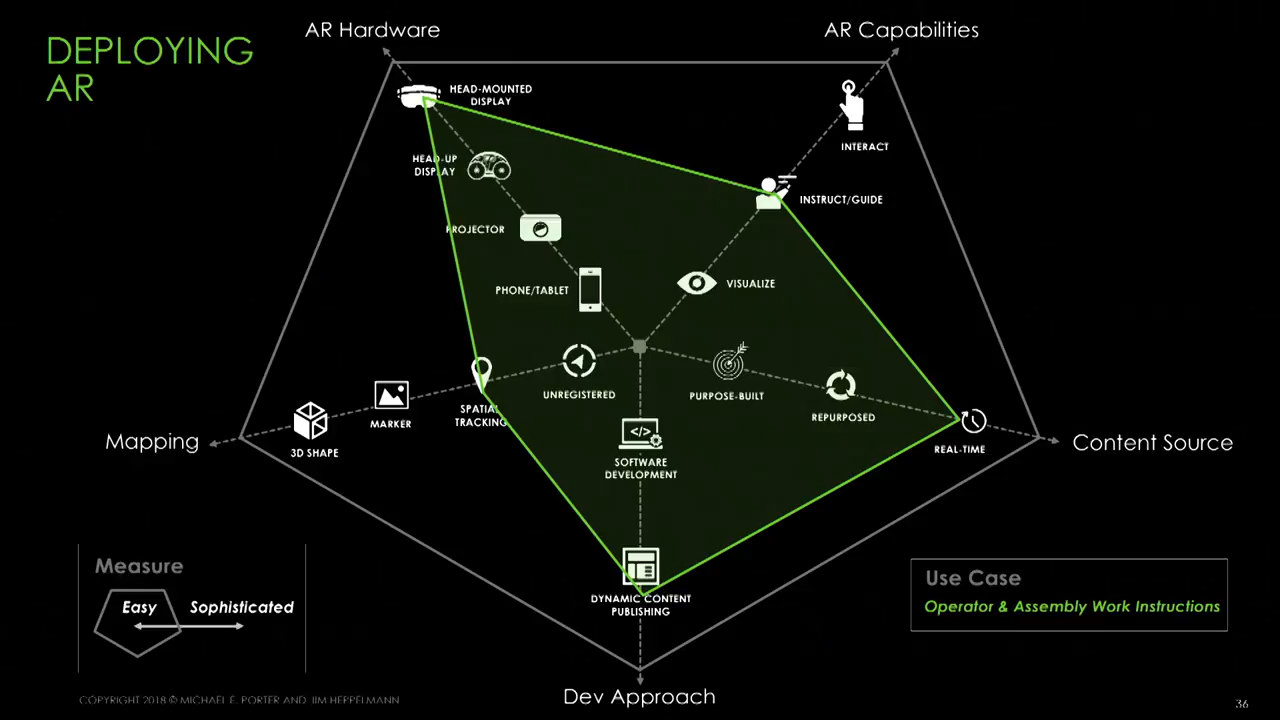 DEPLOYING
AR
AR Hardware
AR Capabilities
HEAD-MOUNTED
DISPLAY
INTERACT
HEAD-UP
DISPLAY
INSTRUCT/GUIDE
PROJECTOR
PHONE/TABLET
VISUALIZE
UNREGISTERED
PURPOSE-BUILT
SPATIAL
TRACKING
MARKER
3D SHAPE
REPURPOSED
REAL-TIME
Mapping
Content Source
</>
SOFTWARE
DEVELOPMENT
DYNAMIC CONTENT
PUBLISHING
Measure
Easy
Sophisticated
Use Case
Operator & Assembly Work Instructions
Dev Approach
COPYRIGHT 2018 © MICHAEL E. PORTER AND JIM HEPPELMANN
36